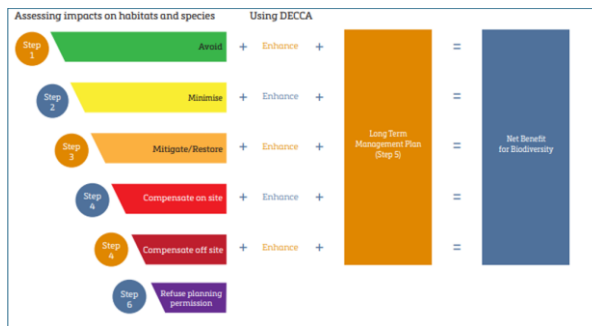 Assessing impacts on habitats and species Using DECCA
Step
1
Avoid + Enhance + =
Step
2
Minimise + Enhance + =
Step
3
Mitigate/Restore + Enhance + =
Long Term
Management Plan
(Step 5)
Net Benefit
for Biodiversity
Step
4
Compensate on site + Enhance + =
Step
4
Compensate off site + Enhance + =
Step
6
Refuse planning
permission